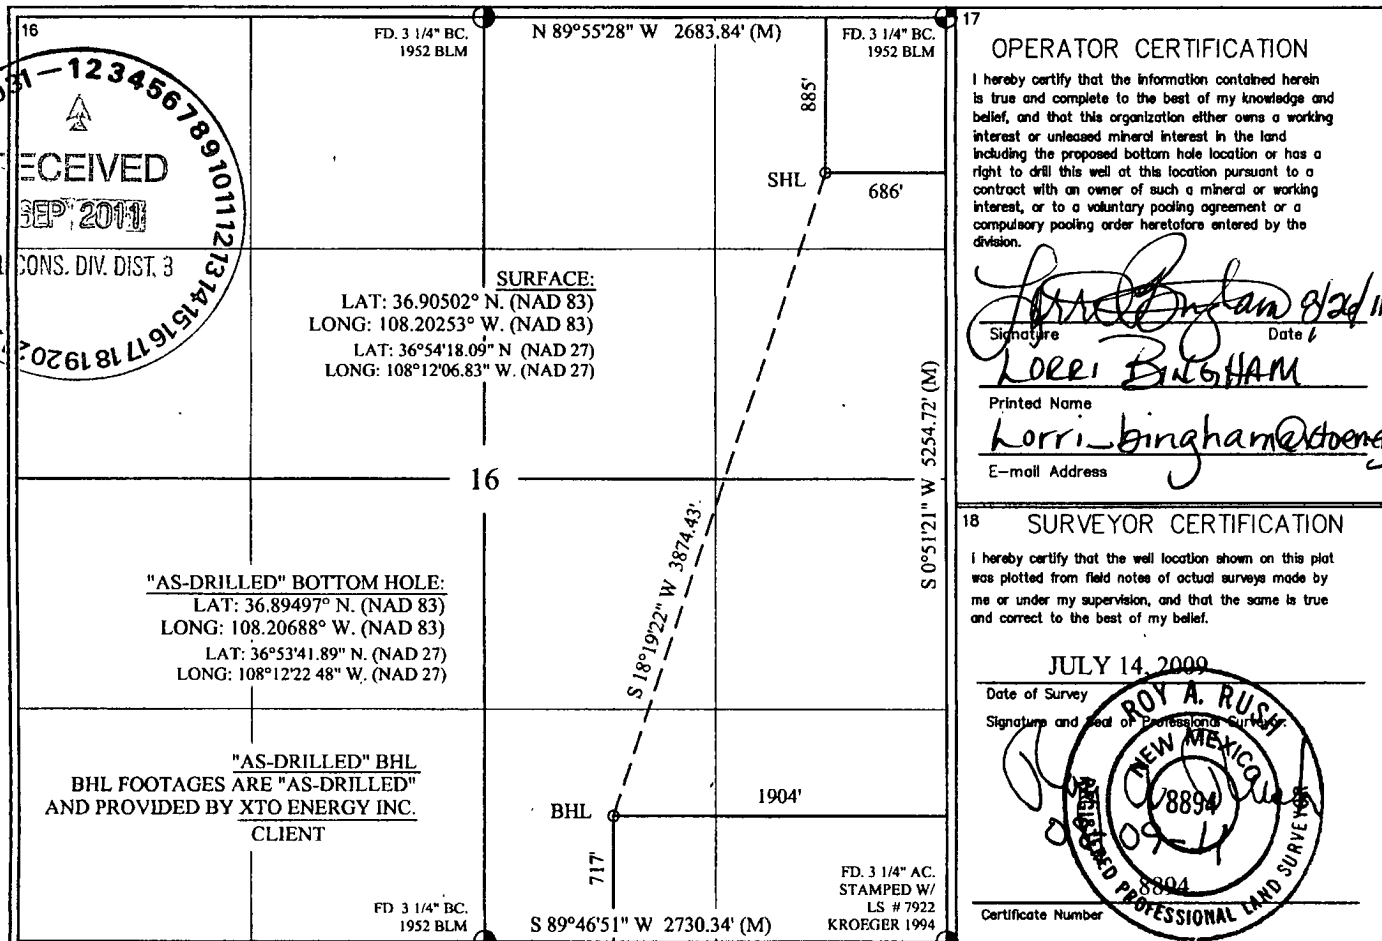 16
FD. 3 1/4" BC.
1952 BLM
N 89°55'28" W 2683.84' (M)
FD. 3 1/4" BC.
1952 BLM
885'
SHL
686'
31-1234567891011121314151617181920
ECEIVED
SEP 2011
CONS. DIV. DIST. 3
SURFACE:
LAT: 36.90502° N. (NAD 83)
LONG: 108.20253° W. (NAD 83)
LAT: 36°54'18.09" N (NAD 27)
LONG: 108°12'06.83" W. (NAD 27)
16
S 0°51'21" W 5254.72' (M)
S 18°19'22" W 3874.43'
"AS-DRILLED" BOTTOM HOLE:
LAT: 36.89497° N. (NAD 83)
LONG: 108.20688° W. (NAD 83)
LAT: 36°53'41.89" N. (NAD 27)
LONG: 108°12'22 48" W. (NAD 27)
"AS-DRILLED" BHL
BHL FOOTAGES ARE "AS-DRILLED"
AND PROVIDED BY XTO ENERGY INC.
CLIENT
BHL
1904'
717'
FD 3 1/4" BC.
1952 BLM
S 89°46'51" W 2730.34' (M)
FD. 3 1/4" AC.
STAMPED W/
LS # 7922
KROEGER 1994
17
OPERATOR CERTIFICATION
I hereby certify that the information contained herein
is true and complete to the best of my knowledge and
belief, and that this organization either owns a working
interest or unleased mineral interest in the land
including the proposed bottom hole location or has a
right to drill this well at this location pursuant to a
contract with an owner of such a mineral or working
interest, or to a voluntary pooling agreement or a
compulsory pooling order heretofore entered by the
division.
Lorri Bingham
Signature Date
LORRI BINGHAM
Printed Name
Lorri_bingham@xtoenerg
E-mail Address
18
SURVEYOR CERTIFICATION
I hereby certify that the well location shown on this plat
was plotted from field notes of actual surveys made by
me or under my supervision, and that the same is true
and correct to the best of my belief.
JULY 14, 2009
Date of Survey
Signature and Seal of Professional Surveyor:
ROY A. RUSH
NEW MEXICO
8894
REGISTERED PROFESSIONAL LAND SURVEYOR
8894
Certificate Number